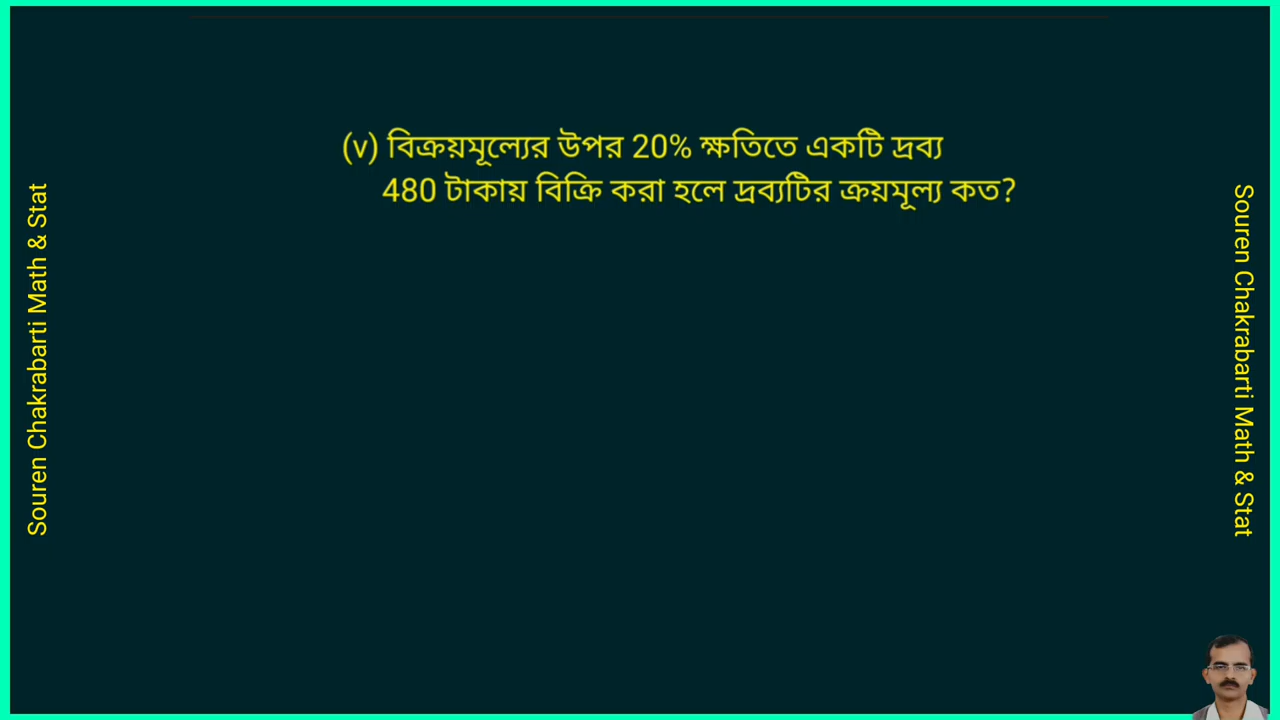 (v) বিক্রয়মূল্যের উপর 20% ক্ষতিতে একটি দ্রব্য
480 টাকায় বিক্রি করা হলে দ্রব্যটির ক্রয়মূল্য কত?
Souren Chakrabarti Math & Stat
Souren Chakrabarti Math & Stat